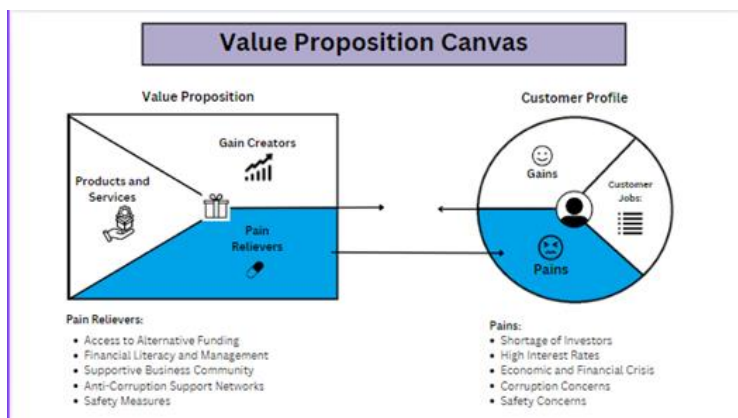 Value Proposition Canvas
Value Proposition
Customer Profile
Gain Creators
Products and
Services
Pain
Relievers
Gains
Customer
Jobs:
Pains
Pain Relievers:
• Access to Alternative Funding
• Financial Literacy and Management
• Supportive Business Community
• Anti-Corruption Support Networks
• Safety Measures
Pains:
• Shortage of Investors
• High Interest Rates
• Economic and Financial Crisis
• Corruption Concerns
• Safety Concerns